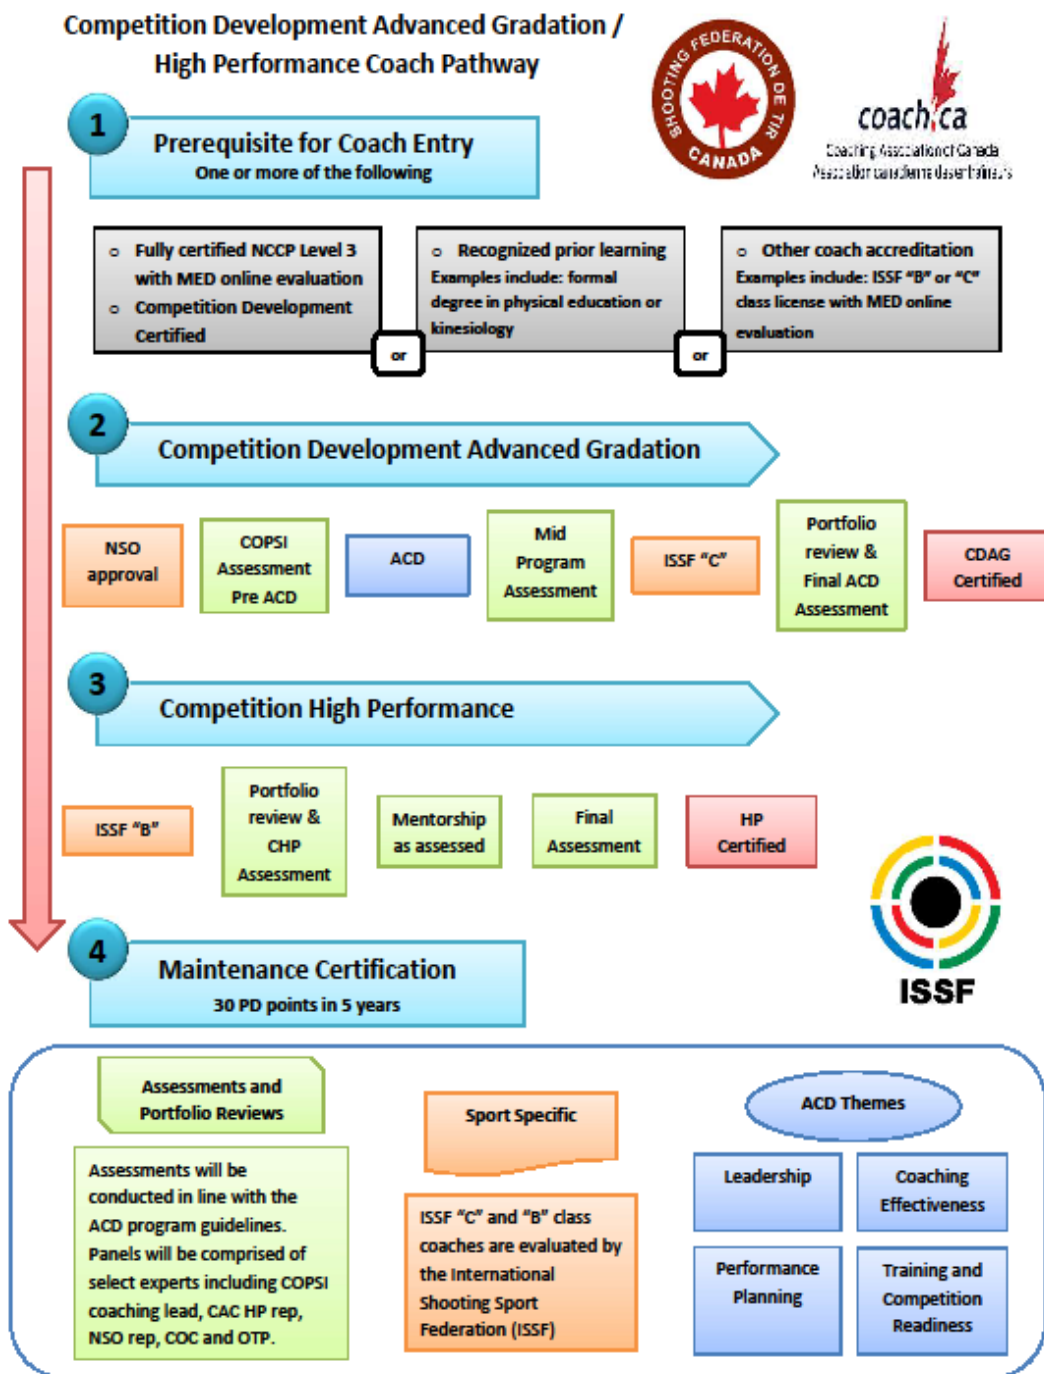 Competition Development Advanced Gradation /
High Performance Coach Pathway
SHOOTING FEDERATION DE TIR
CANADA
coach.ca
Coaching Association of Canada
Association canadienne des entraîneurs
1
Prerequisite for Coach Entry
One or more of the following
o Fully certified NCCP Level 3
with MED online evaluation
o Competition Development
Certified
or
o Recognized prior learning
Examples include: formal
degree in physical education or
kinesiology
or
o Other coach accreditation
Examples include: ISSF “B” or “C”
class license with MED online
evaluation
2
Competition Development Advanced Gradation
NSO
approval
COPSI
Assessment
Pre ACD
ACD
Mid
Program
Assessment
ISSF “C”
Portfolio
review &
Final ACD
Assessment
CDAG
Certified
3
Competition High Performance
ISSF “B”
Portfolio
review &
CHP
Assessment
Mentorship
as assessed
Final
Assessment
HP
Certified
ISSF
4
Maintenance Certification
30 PD points in 5 years
Assessments and
Portfolio Reviews
Assessments will be
conducted in line with the
ACD program guidelines.
Panels will be comprised of
select experts including COPSI
coaching lead, CAC HP rep,
NSO rep, COC and OTP.
Sport Specific
ISSF “C” and “B” class
coaches are evaluated by
the International
Shooting Sport
Federation (ISSF)
ACD Themes
Leadership
Coaching
Effectiveness
Performance
Planning
Training and
Competition
Readiness